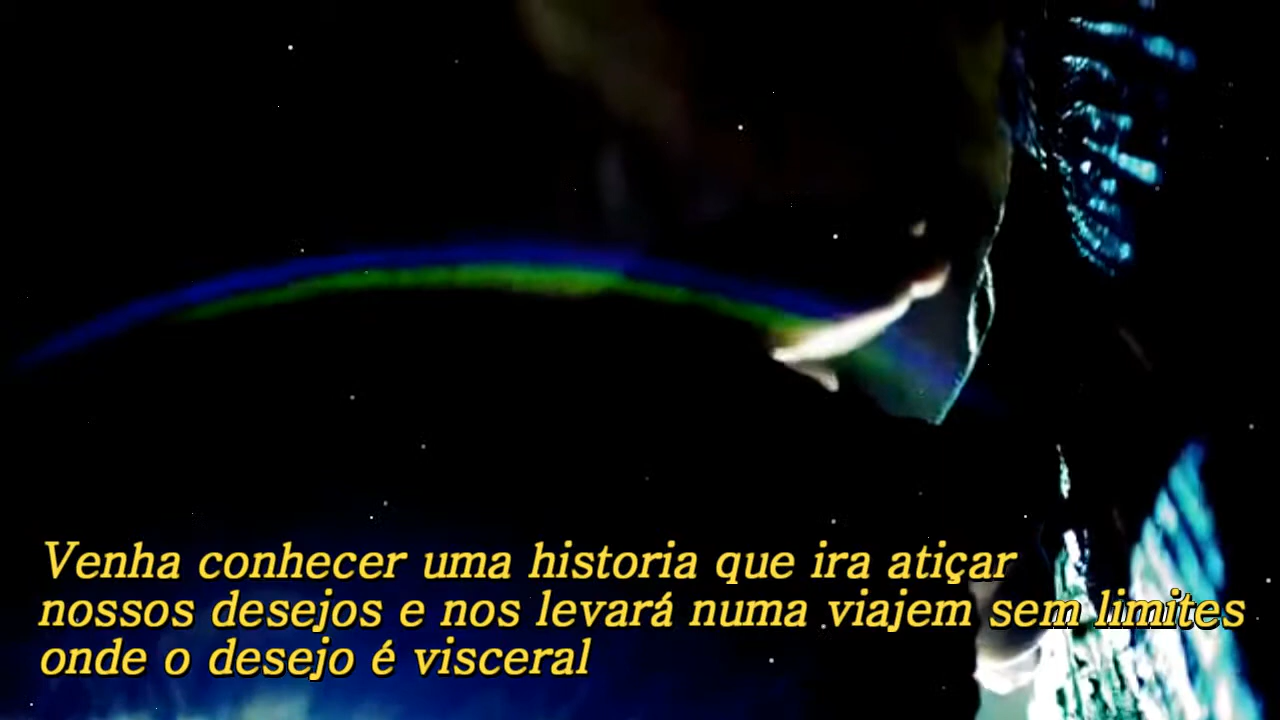 Venha conhecer uma historia que ira atiçar
nossos desejos e nos levará numa viajem sem limites
onde o desejo é visceral